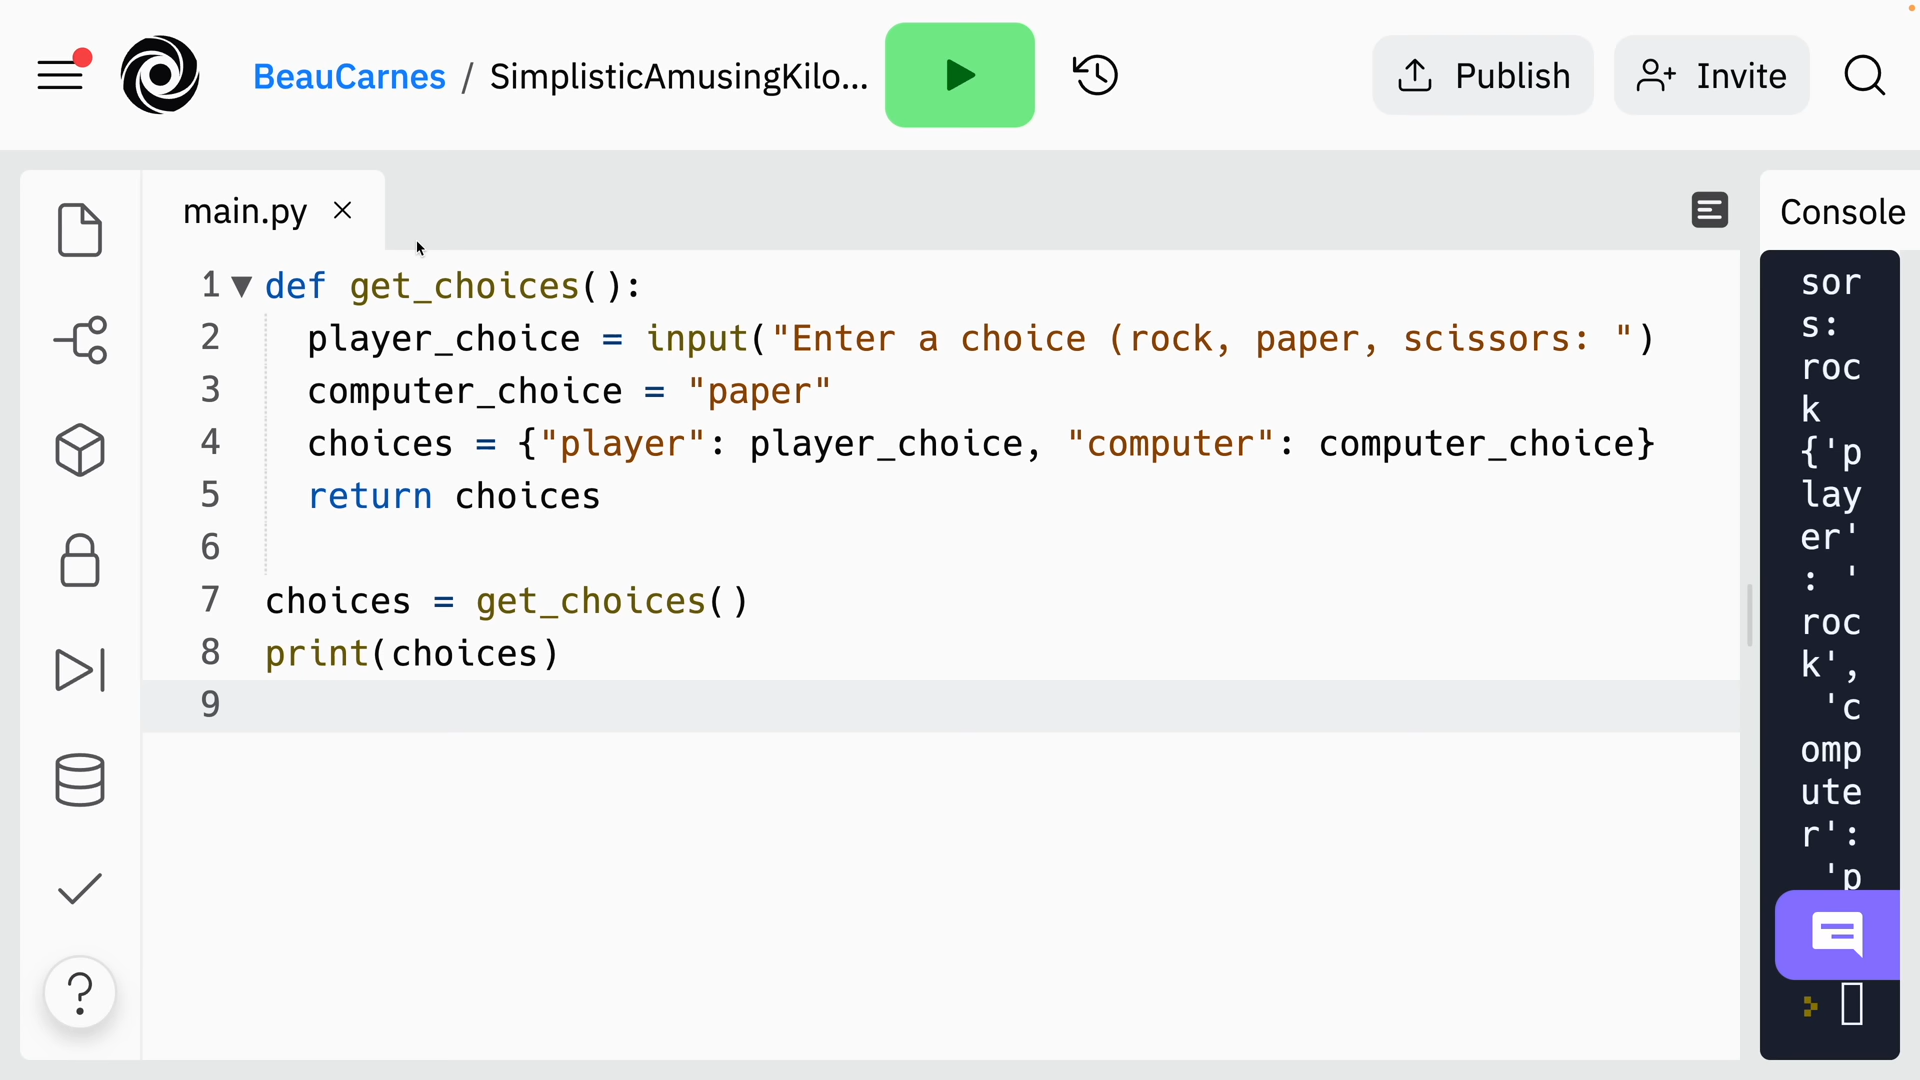 BeauCarnes / SimplisticAmusingKilo...
Publish
Invite
main.py
Console
1 def get_choices():
2 player_choice = input("Enter a choice (rock, paper, scissors: ")
3 computer_choice = "paper"
4 choices = {"player": player_choice, "computer": computer_choice}
5 return choices
6
7 choices = get_choices()
8 print(choices)
9
sor
s:
roc
k
{'p
lay
er'
: '
roc
k',
'c
omp
ute
r':
'p
?